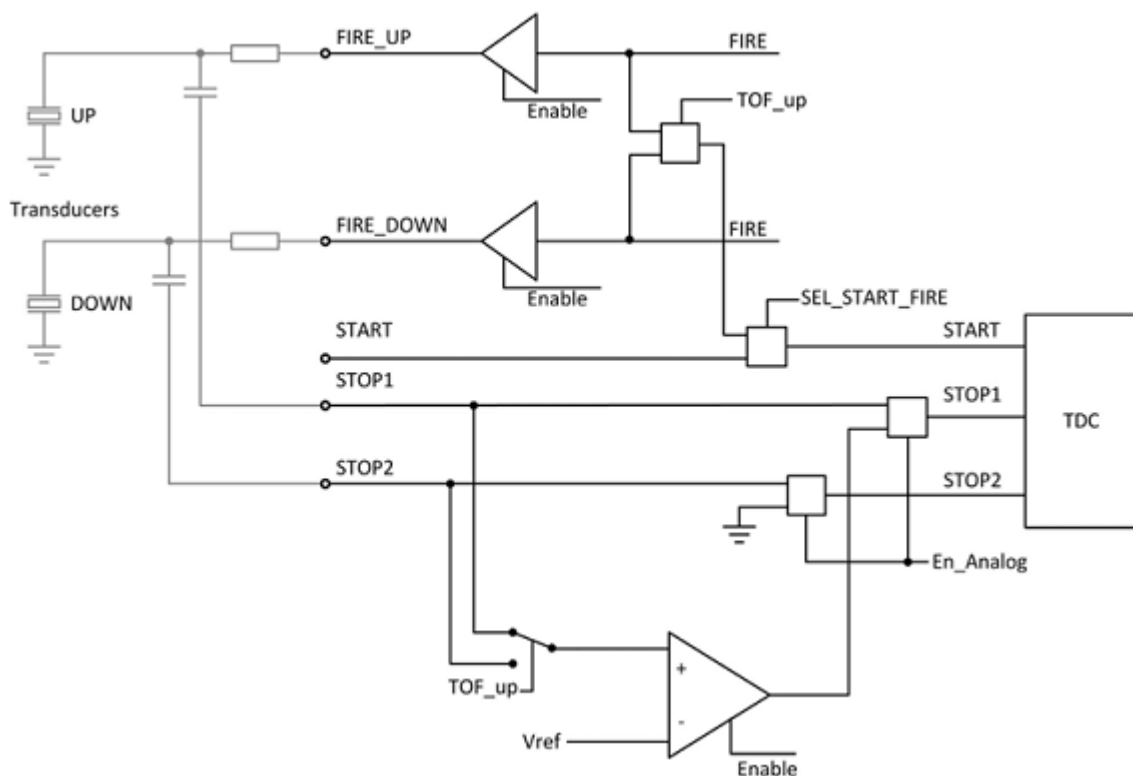 FIRE_UP
FIRE
Enable
TOF_up
UP
Transducers
FIRE_DOWN
FIRE
Enable
DOWN
SEL_START_FIRE
START
START
STOP1
STOP1
TDC
STOP2
STOP2
En_Analog
TOF_up
+
-
Vref
Enable